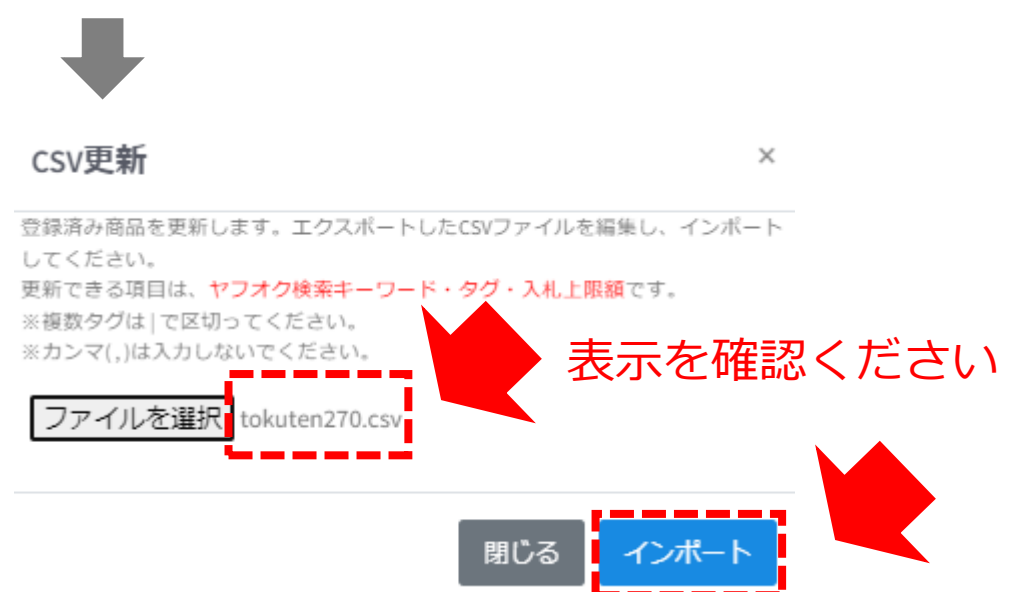 CSV更新
×
登録済み商品を更新します。エクスポートしたCSVファイルを編集し、インポート
してください。
更新できる項目は、ヤフオク検索キーワード・タグ・入札上限額です。
※複数タグは|で区切ってください。
※カンマ(,)は入力しないでください。
表示を確認ください
ファイルを選択 tokuten270.csv
閉じる インポート